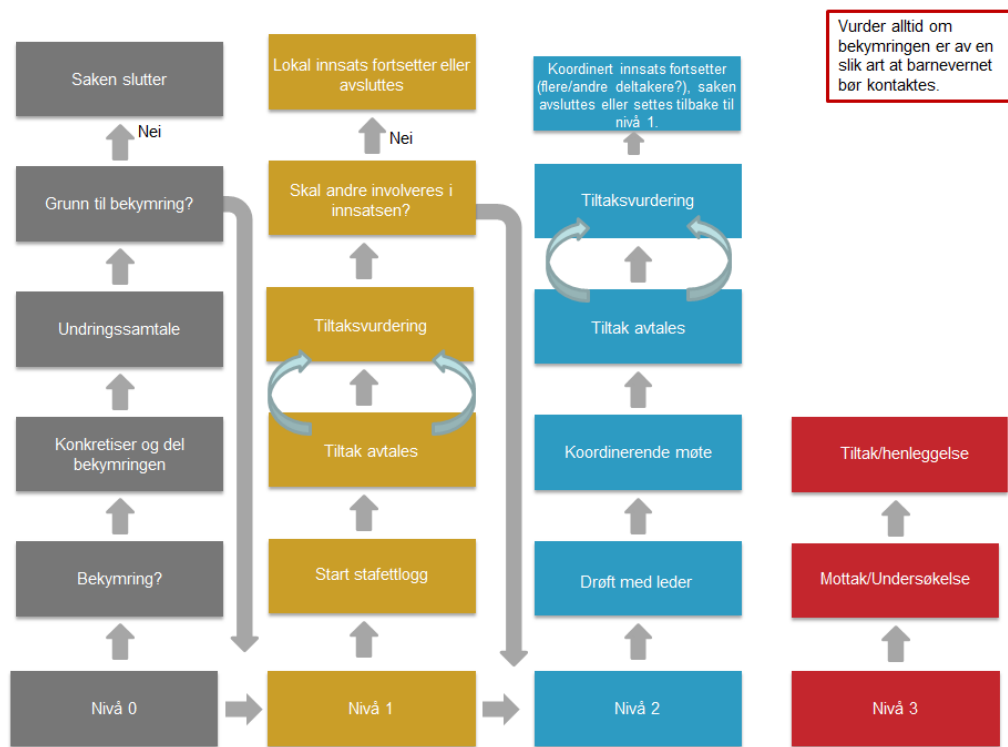 Vurder alltid om
bekymringen er av en
slik art at barnevernet
bør kontaktes.
Saken slutter
Nei
Grunn til bekymring?
Undringssamtale
Konkretiser og del
bekymringen
Bekymring?
Nivå 0
Lokal innsats fortsetter eller
avsluttes
Nei
Skal andre involveres i
innsatsen?
Tiltaksvurdering
Tiltak avtales
Start stafettlogg
Nivå 1
Koordinert innsats fortsetter
(flere/andre deltakere?), saken
avsluttes eller settes tilbake til
nivå 1.
Tiltaksvurdering
Tiltak avtales
Koordinerende møte
Drøft med leder
Nivå 2
Tiltak/henleggelse
Mottak/Undersøkelse
Nivå 3